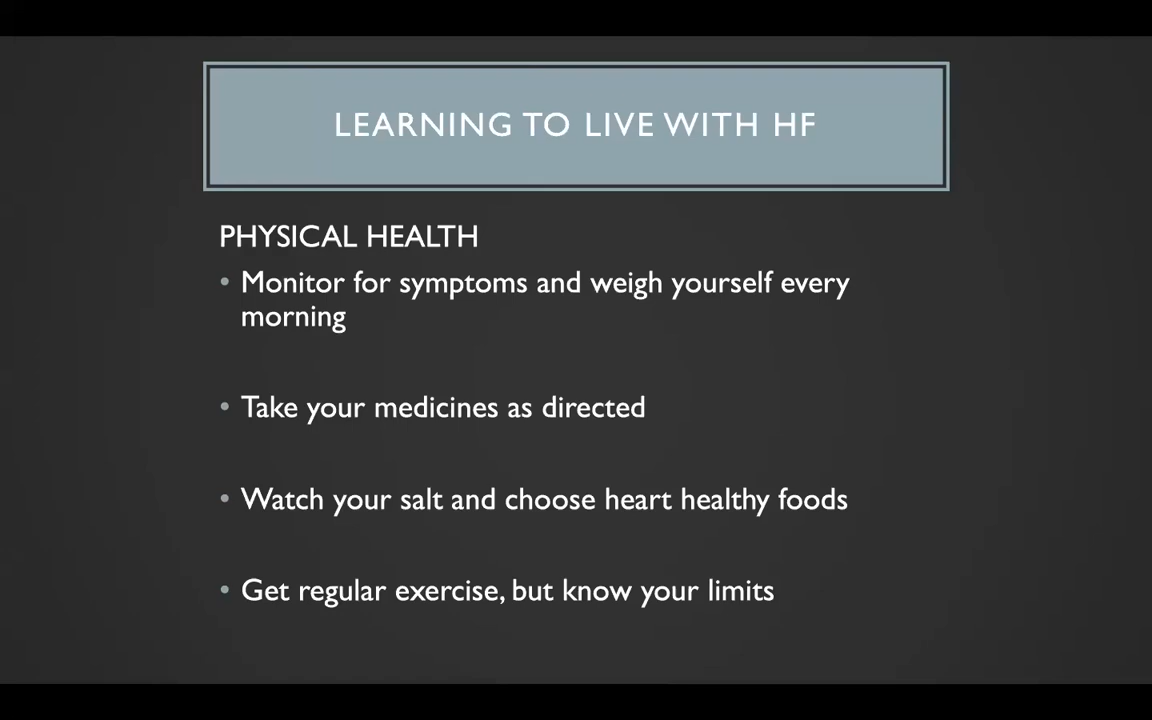 LEARNING TO LIVE WITH HF
PHYSICAL HEALTH
• Monitor for symptoms and weigh yourself every
morning
• Take your medicines as directed
• Watch your salt and choose heart healthy foods
• Get regular exercise, but know your limits